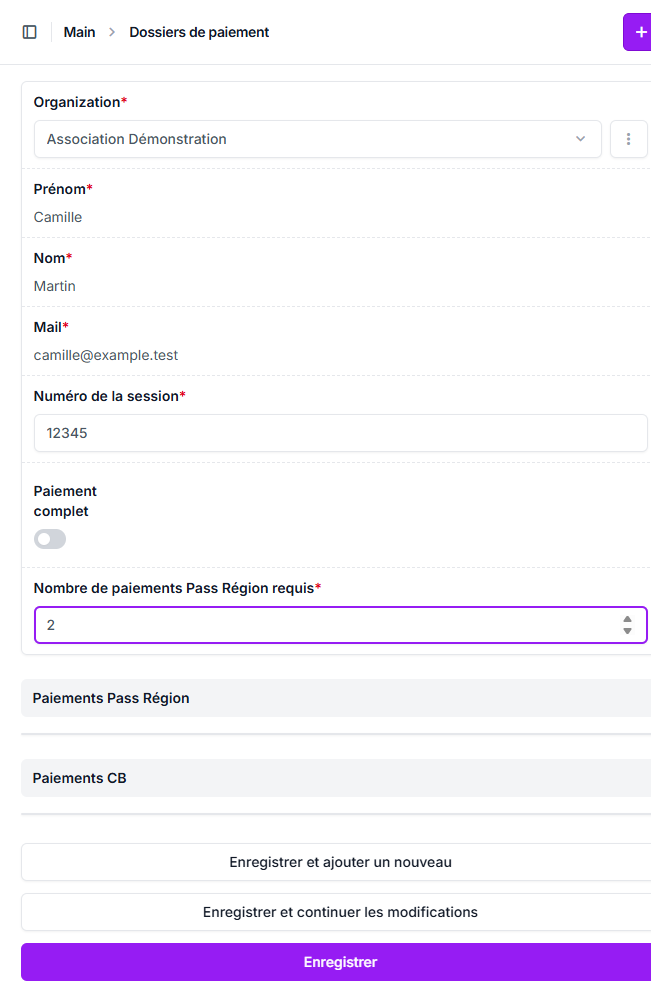 Main > Dossiers de paiement
+
Organization*
Association Démonstration
Prénom*
Camille
Nom*
Martin
Mail*
camille@example.test
Numéro de la session*
12345
Paiement
complet
Nombre de paiements Pass Région requis*
2
Paiements Pass Région
Paiements CB
Enregistrer et ajouter un nouveau
Enregistrer et continuer les modifications
Enregistrer